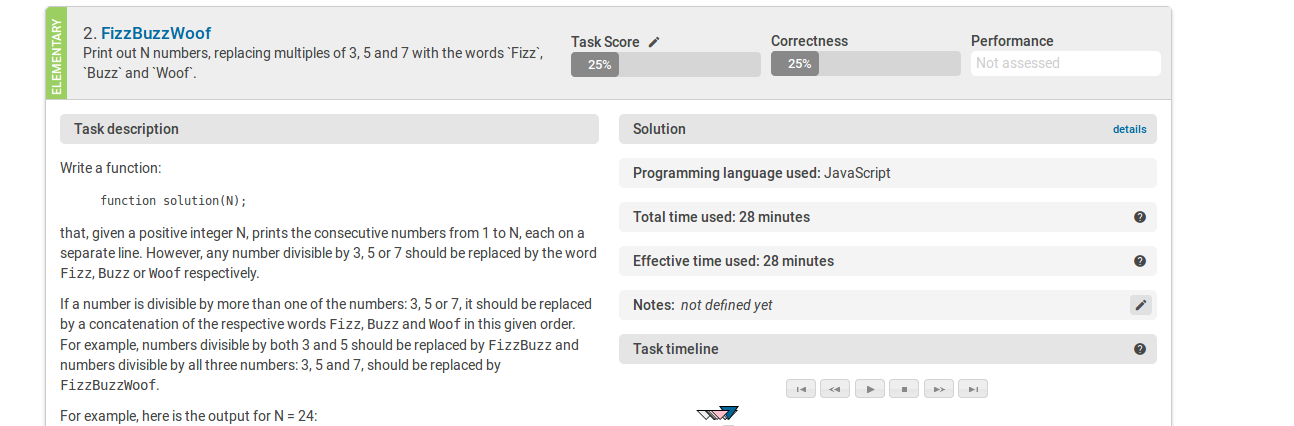 ELEMENTARY
2. FizzBuzzWoof
Print out N numbers, replacing multiples of 3, 5 and 7 with the words `Fizz`,
`Buzz` and `Woof`.
Task Score
25%
Correctness
25%
Performance
Not assessed
Task description
Write a function:
function solution(N);
that, given a positive integer N, prints the consecutive numbers from 1 to N, each on a
separate line. However, any number divisible by 3, 5 or 7 should be replaced by the word
Fizz, Buzz or Woof respectively.
If a number is divisible by more than one of the numbers: 3, 5 or 7, it should be replaced
by a concatenation of the respective words Fizz, Buzz and Woof in this given order.
For example, numbers divisible by both 3 and 5 should be replaced by FizzBuzz and
numbers divisible by all three numbers: 3, 5 and 7, should be replaced by
FizzBuzzWoof.
For example, here is the output for N = 24:
Solution
details
Programming language used: JavaScript
Total time used: 28 minutes
?
Effective time used: 28 minutes
?
Notes: not defined yet
Task timeline
?